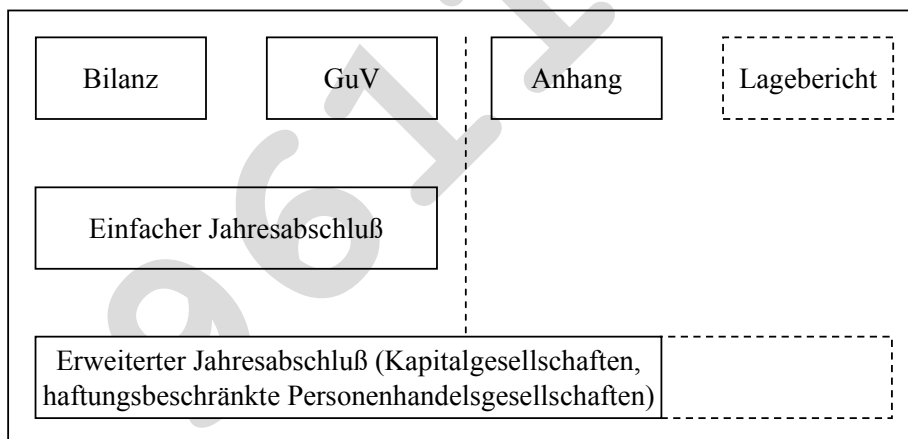 Bilanz
GuV
Anhang
Lagebericht
Einfacher Jahresabschluß
Erweiterter Jahresabschluß (Kapitalgesellschaften,
haftungsbeschränkte Personenhandelsgesellschaften)